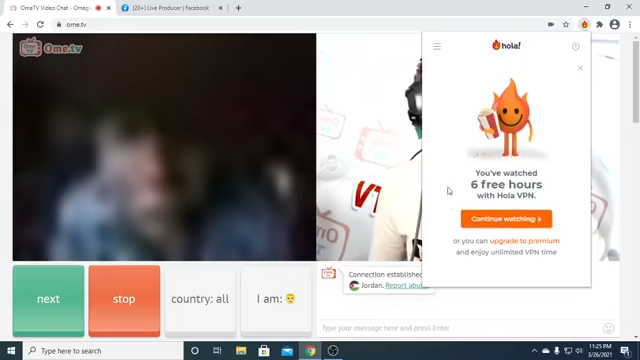 OmeTV Video Chat - Omeg
(20+) Live Producer | Facebook
ome.tv
Ome.tv
hola!
You've watched
6 free hours
with Hola VPN.
Continue watching
or you can upgrade to premium
and enjoy unlimited VPN time
next
stop
country: all
I am:
Connection established
Jordan. Report abus
Type your message here and press Enter
Type here to search
11:25 PM
3/26/2021